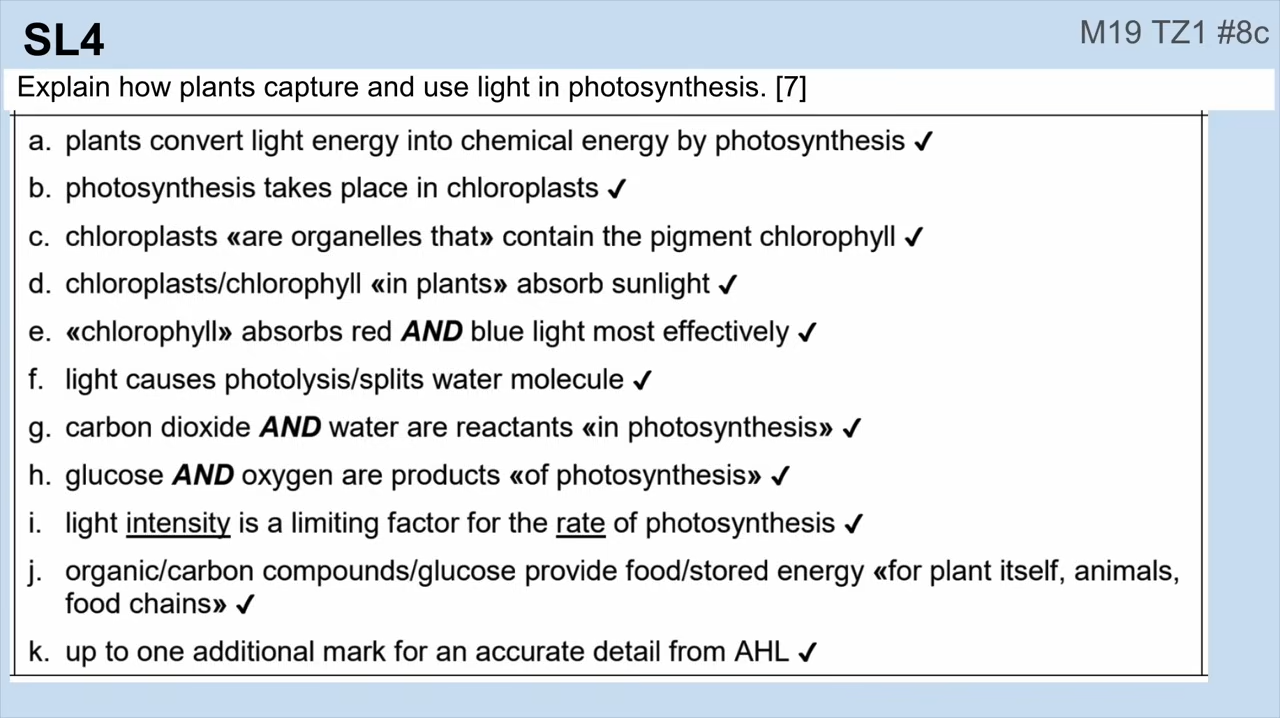 SL4
M19 TZ1 #8c
Explain how plants capture and use light in photosynthesis. [7]
a. plants convert light energy into chemical energy by photosynthesis ✓
b. photosynthesis takes place in chloroplasts ✓
c. chloroplasts «are organelles that» contain the pigment chlorophyll ✓
d. chloroplasts/chlorophyll «in plants» absorb sunlight ✓
e. «chlorophyll» absorbs red AND blue light most effectively ✓
f. light causes photolysis/splits water molecule ✓
g. carbon dioxide AND water are reactants «in photosynthesis» ✓
h. glucose AND oxygen are products «of photosynthesis» ✓
i. light intensity is a limiting factor for the rate of photosynthesis ✓
j. organic/carbon compounds/glucose provide food/stored energy «for plant itself, animals,
food chains» ✓
k. up to one additional mark for an accurate detail from AHL ✓